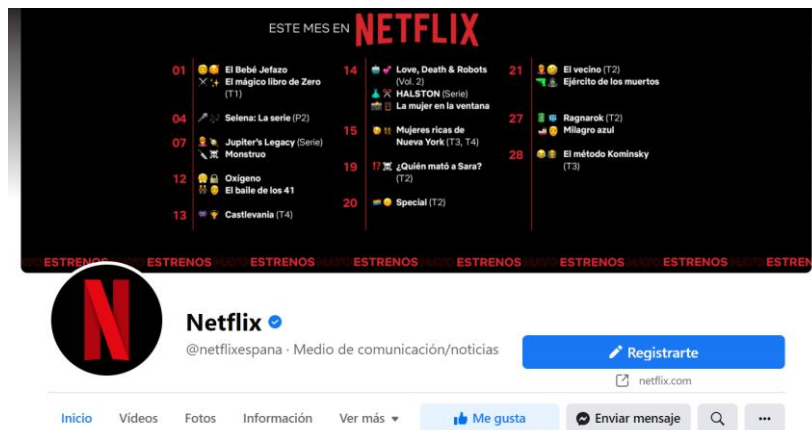 ESTE MES EN NETFLIX
01 El Bebé Jefazo
El mágico libro de Zero
(T1)
04 Selena: La serie (P2)
07 Jupiter's Legacy (Serie)
Monstruo
12 Oxígeno
El baile de los 41
13 Castlevania (T4)
14 Love, Death & Robots
(Vol. 2)
HALSTON (Serie)
La mujer en la ventana
15 Mujeres ricas de
Nueva York (T3, T4)
19 ¿Quién mató a Sara?
(T2)
20 Special (T2)
21 El vecino (T2)
Ejército de los muertos
27 Ragnarok (T2)
Milagro azul
28 El método Kominsky
(T3)
ESTRENOS ESTRENOS ESTRENOS ESTRENOS ESTRENOS ESTRENOS ESTRENOS ESTREN
N
Netflix
@netflixespana · Medio de comunicación/noticias
Registrarte
netflix.com
Inicio Vídeos Fotos Información Ver más Me gusta Enviar mensaje